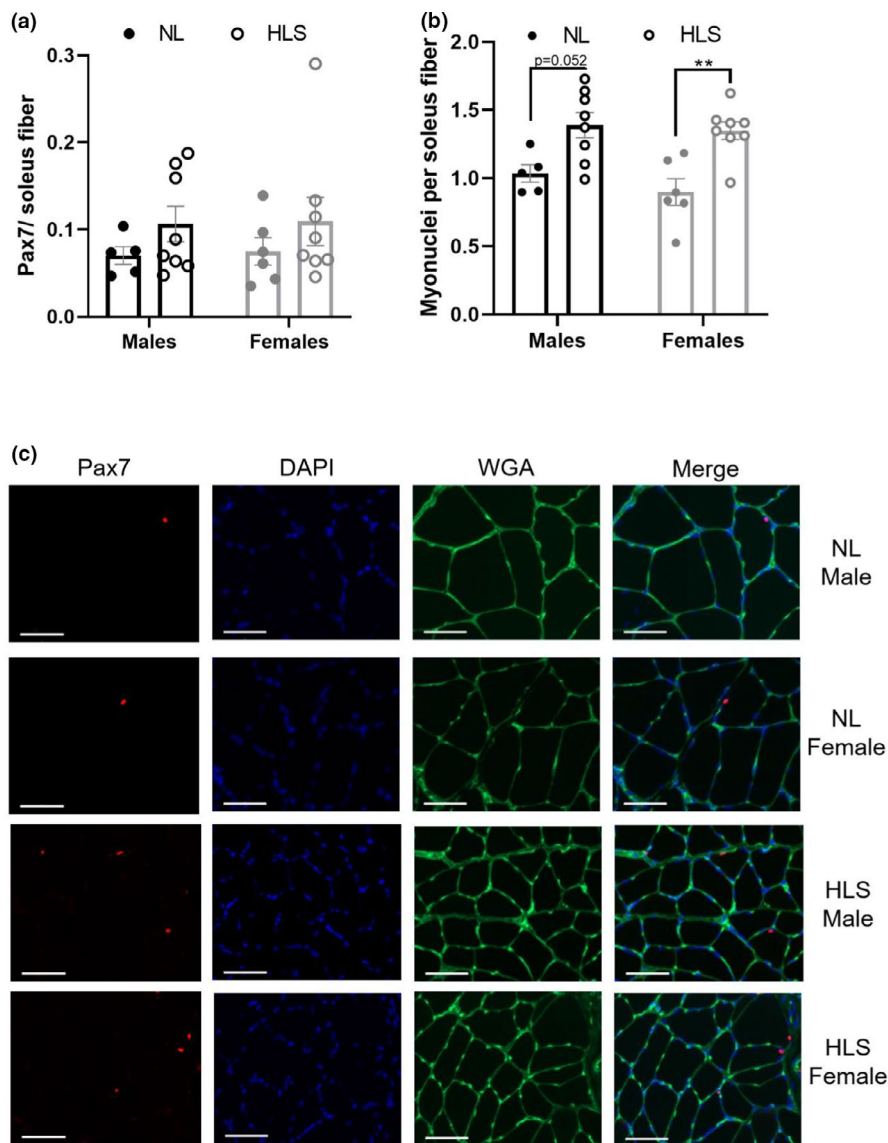 (a)
NL HLS
0.3
0.2
0.1
0.0
Pax7/ soleus fiber
Males Females
(b)
NL HLS
2.0
1.5
1.0
0.5
0.0
Myonuclei per soleus fiber
p=0.052
**
Males Females
(c)
Pax7 DAPI WGA Merge
NL
Male
NL
Female
HLS
Male
HLS
Female